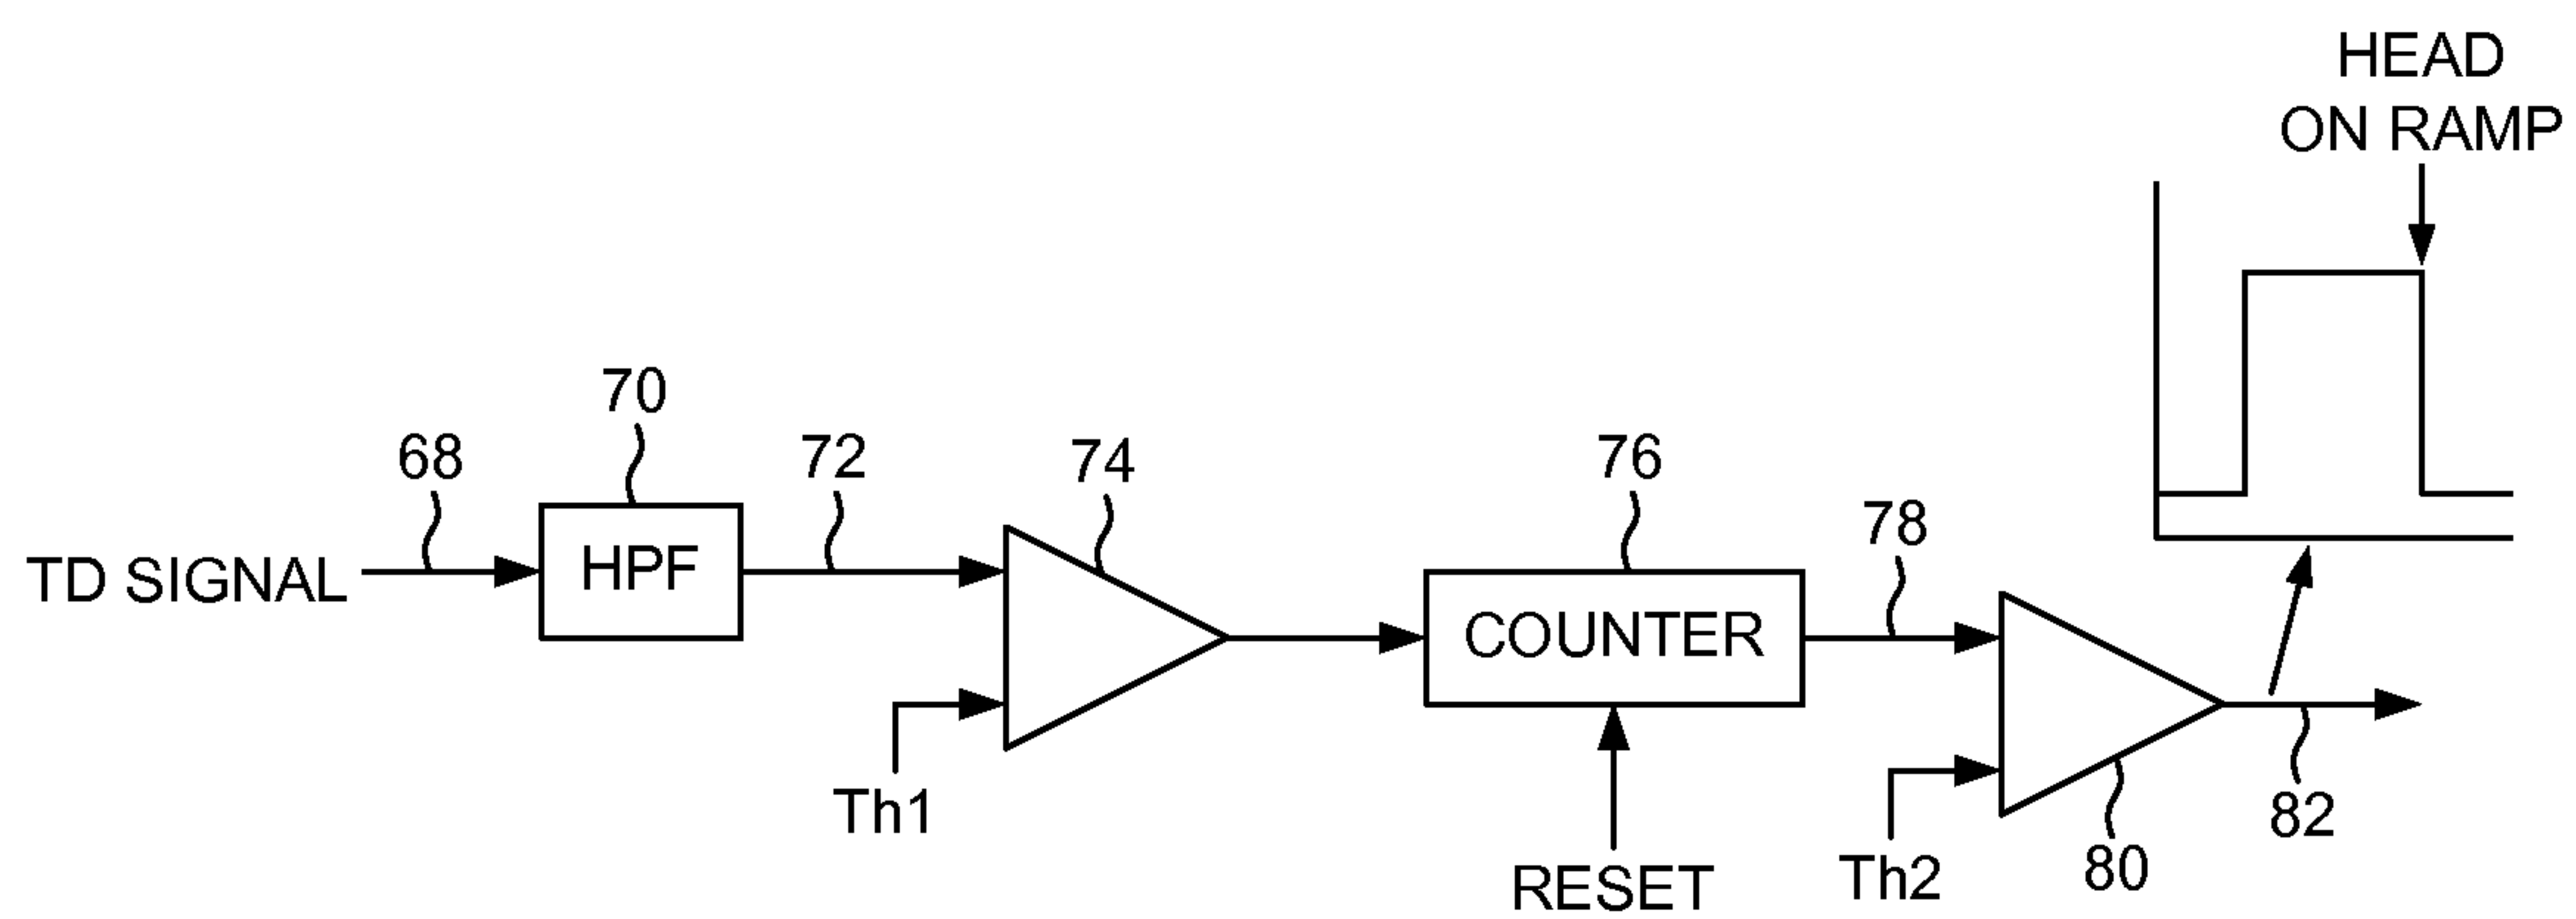 HEAD
ON RAMP
70
68
72
74
76
78
TD SIGNAL
HPF
COUNTER
Th1
RESET
Th2
80
82